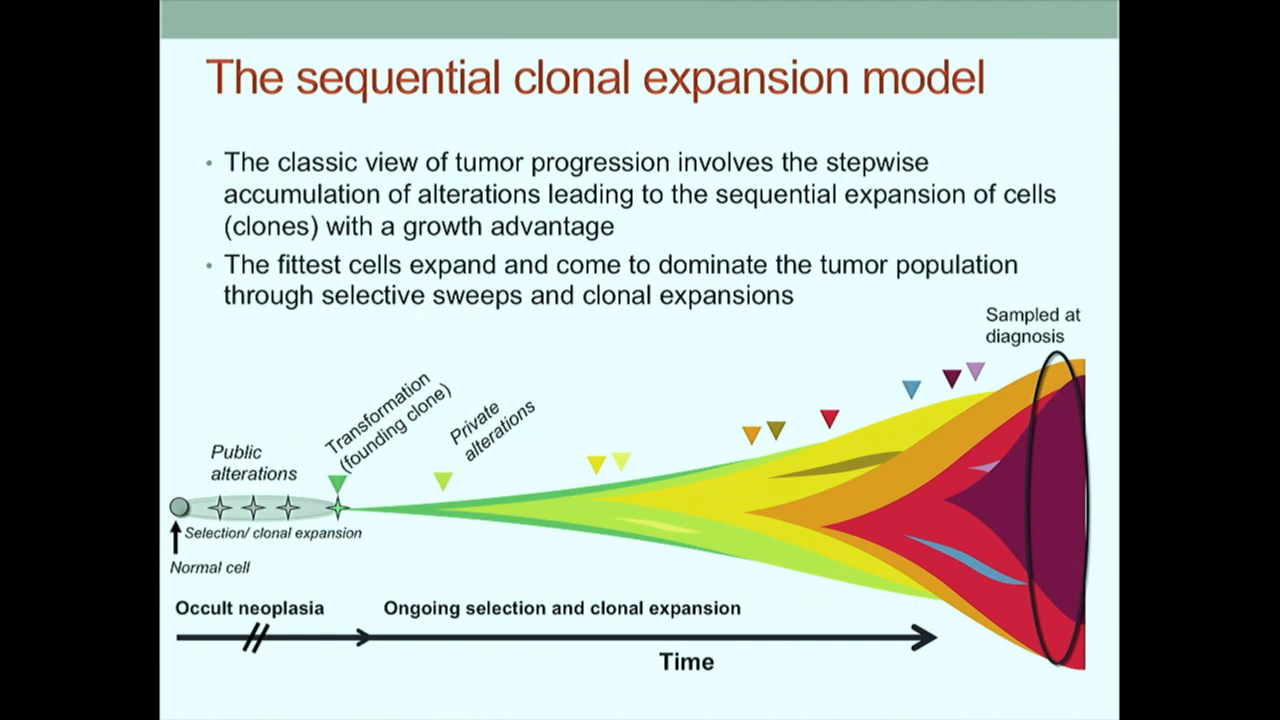 The sequential clonal expansion model
• The classic view of tumor progression involves the stepwise
accumulation of alterations leading to the sequential expansion of cells
(clones) with a growth advantage
• The fittest cells expand and come to dominate the tumor population
through selective sweeps and clonal expansions
Sampled at
diagnosis
Transformation
(founding clone)
Private
alterations
Public
alterations
Selection/ clonal expansion
Normal cell
Occult neoplasia
Ongoing selection and clonal expansion
Time